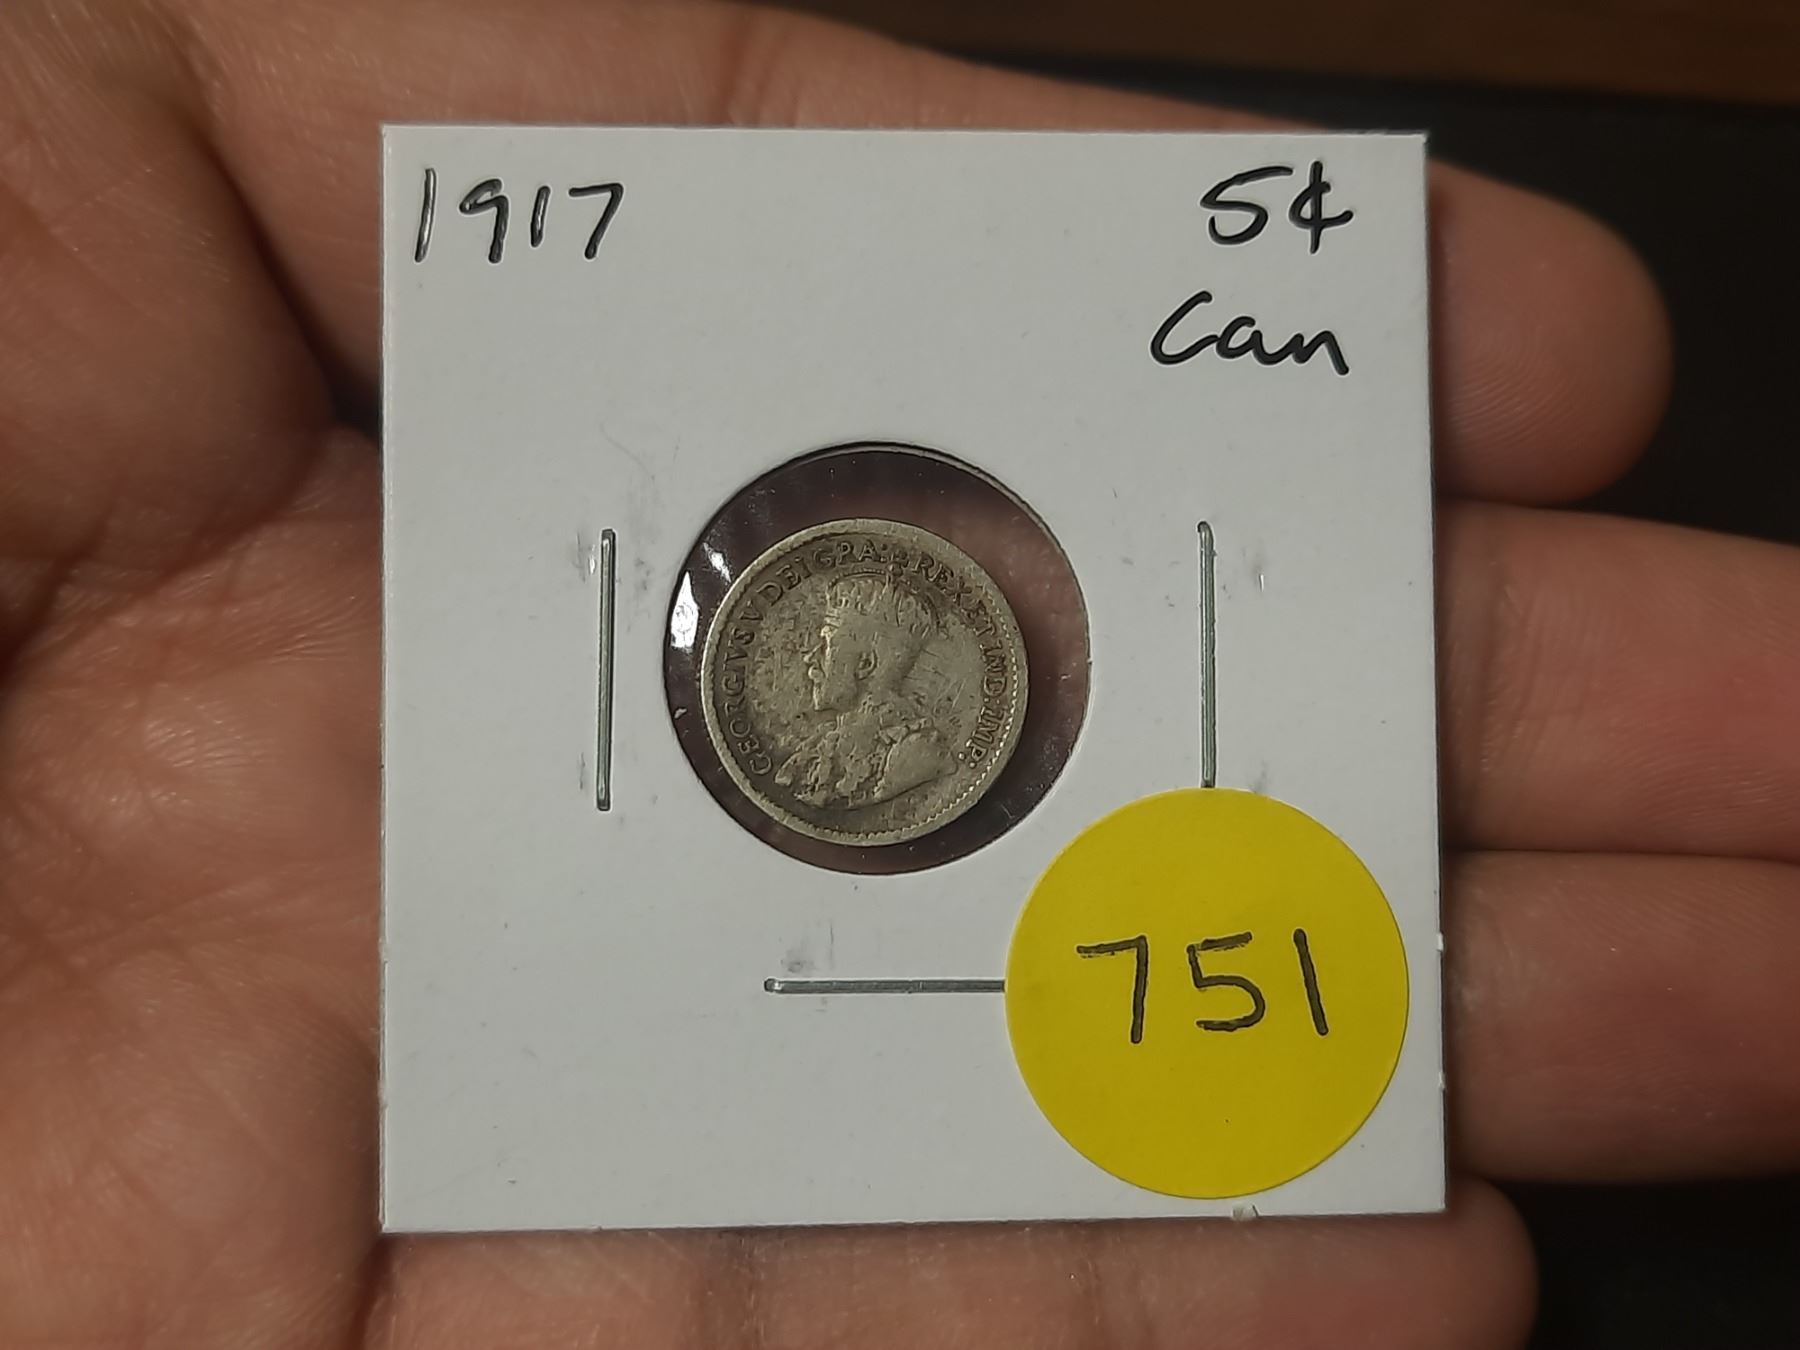 1917
5¢
Can
GEORGIVS V DEI GRA: REX ET IND: IMP:
751